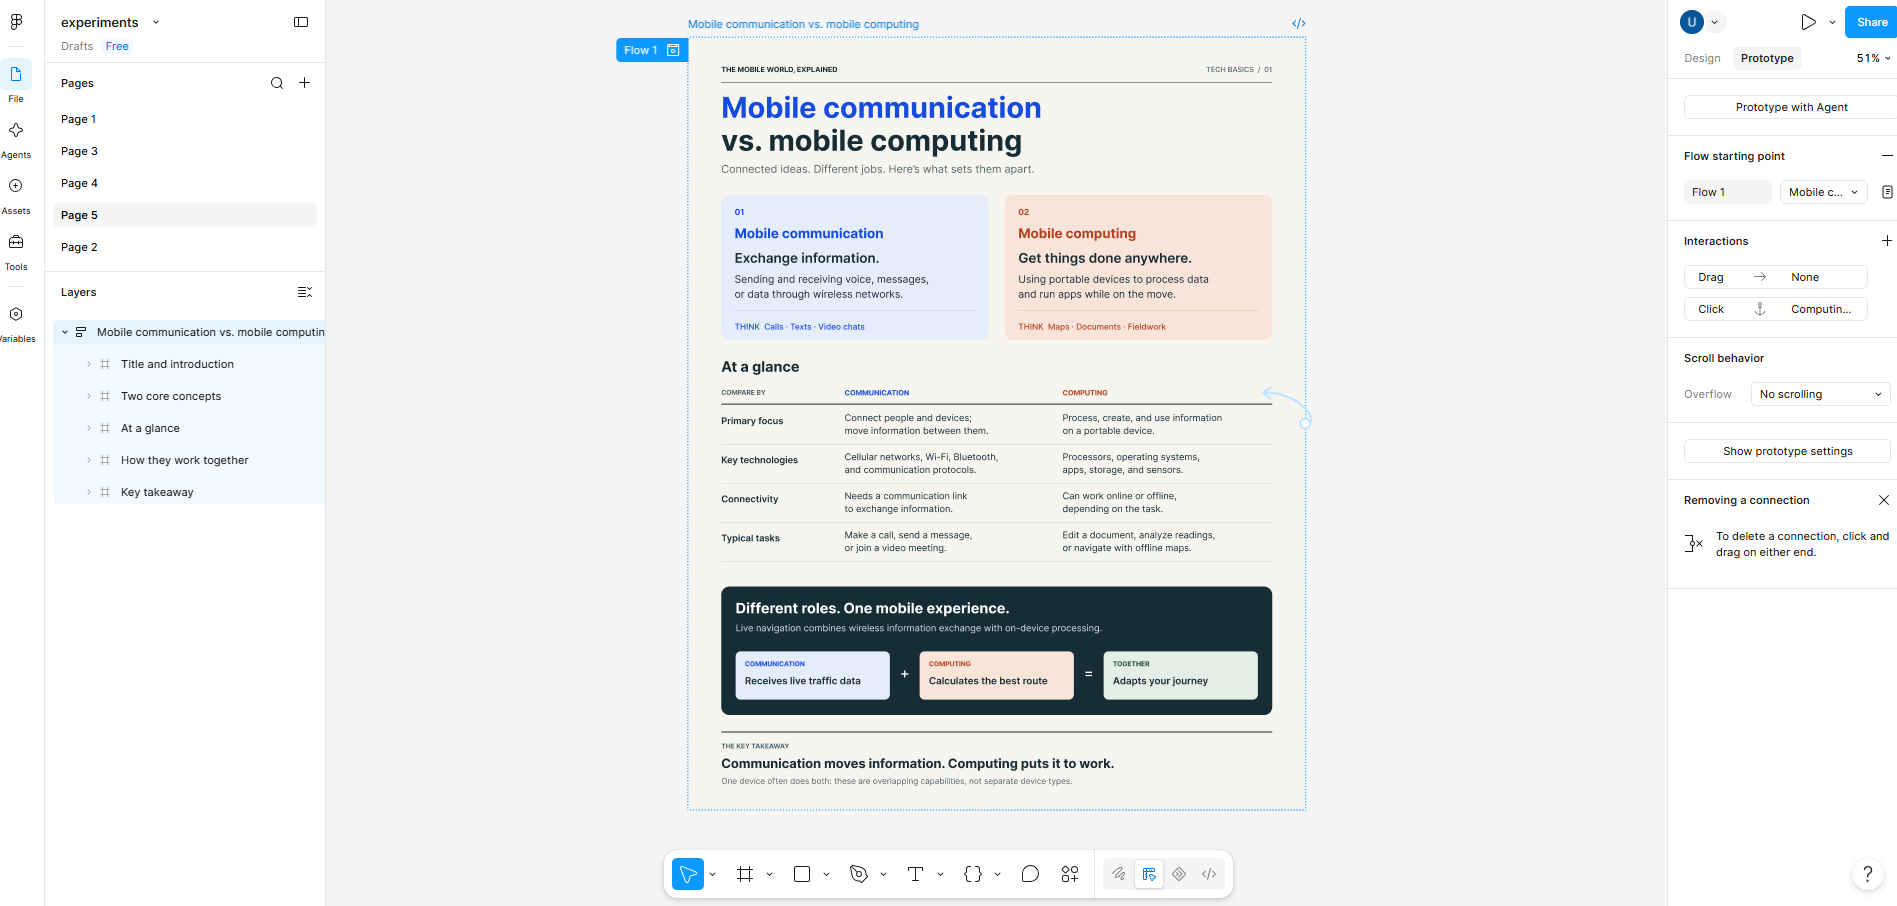 experiments
Drafts Free
File
Agents
Assets
Tools
Variables
Pages
Page 1
Page 3
Page 4
Page 5
Page 2
Layers
Mobile communication vs. mobile computin
Title and introduction
Two core concepts
At a glance
How they work together
Key takeaway
Mobile communication vs. mobile computing
Flow 1
THE MOBILE WORLD, EXPLAINED
TECH BASICS / 01
Mobile communication
vs. mobile computing
Connected ideas. Different jobs. Here's what sets them apart.
01
Mobile communication
Exchange information.
Sending and receiving voice, messages,
or data through wireless networks.
THINK Calls · Texts · Video chats
02
Mobile computing
Get things done anywhere.
Using portable devices to process data
and run apps while on the move.
THINK Maps · Documents · Fieldwork
At a glance
COMPARE BY
COMMUNICATION
COMPUTING
Primary focus
Connect people and devices;
move information between them.
Process, create, and use information
on a portable device.
Key technologies
Cellular networks, Wi-Fi, Bluetooth,
and communication protocols.
Processors, operating systems,
apps, storage, and sensors.
Connectivity
Needs a communication link
to exchange information.
Can work online or offline,
depending on the task.
Typical tasks
Make a call, send a message,
or join a video meeting.
Edit a document, analyze readings,
or navigate with offline maps.
Different roles. One mobile experience.
Live navigation combines wireless information exchange with on-device processing.
COMMUNICATION
Receives live traffic data
+
COMPUTING
Calculates the best route
=
TOGETHER
Adapts your journey
THE KEY TAKEAWAY
Communication moves information. Computing puts it to work.
One device often does both: these are overlapping capabilities, not separate device types.
U
Share
Design
Prototype
51%
Prototype with Agent
Flow starting point
Flow 1
Mobile c...
Interactions
Drag
None
Click
Computin...
Scroll behavior
Overflow
No scrolling
Show prototype settings
Removing a connection
To delete a connection, click and
drag on either end.
?